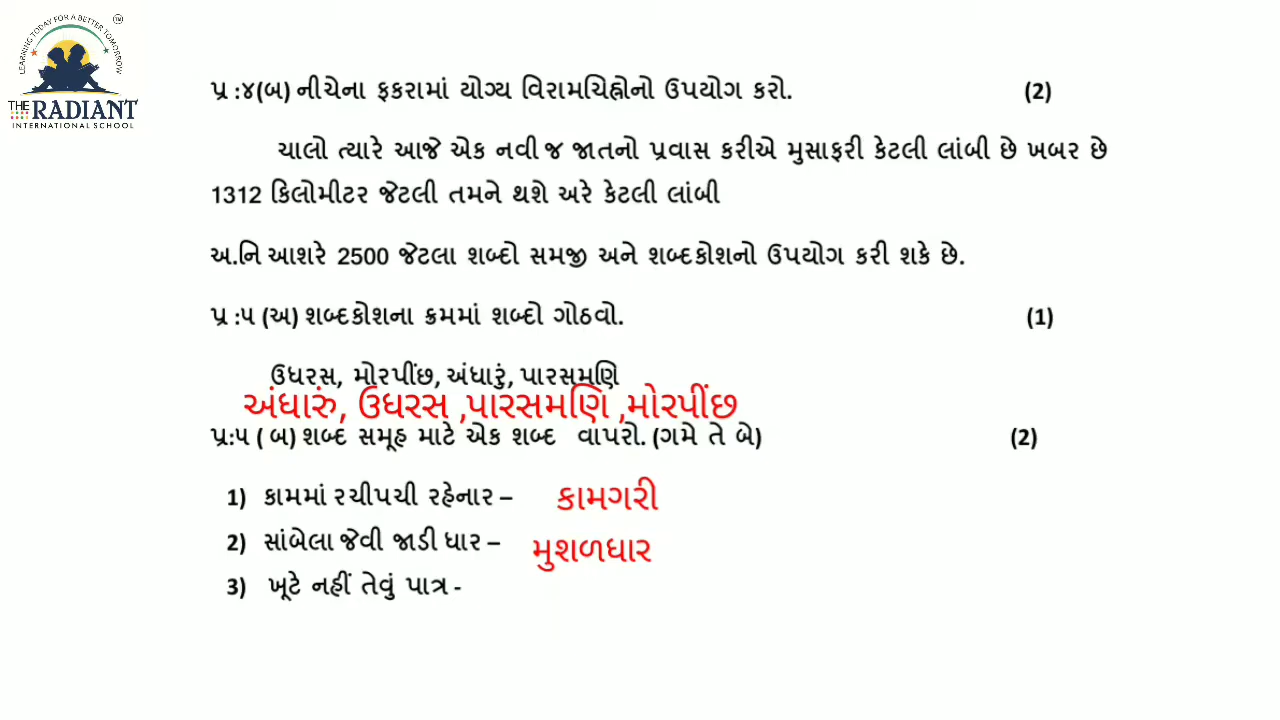 LEARNING TODAY FOR A BETTER TOMORROW
TM
THE RADIANT
INTERNATIONAL SCHOOL
પ્ર :૪(બ) નીચેના ફકરામાં યોગ્ય વિરામચિહ્નોનો ઉપયોગ કરો. (2)
ચાલો ત્યારે આજે એક નવી જ જાતનો પ્રવાસ કરીએ મુસાફરી કેટલી લાંબી છે ખબર છે
1312 કિલોમીટર જેટલી તમને થશે અરે કેટલી લાંબી
અ.નિ આશરે 2500 જેટલા શબ્દો સમજી અને શબ્દકોશનો ઉપયોગ કરી શકે છે.
પ્ર :૫ (અ) શબ્દકોશના ક્રમમાં શબ્દો ગોઠવો. (1)
ઉધરસ, મોરપીંછ, અંધારું, પારસમણિ
અંધારું, ઉધરસ ,પારસમણિ ,મોરપીંછ
પ્ર:૫ ( બ) શબ્દ સમૂહ માટે એક શબ્દ વાપરો. (ગમે તે બે) (2)
1) કામમાં રચીપચી રહેનાર – કામગરી
2) સાંબેલા જેવી જાડી ધાર – મુશળધાર
3) ખૂટે નહીં તેવું પાત્ર -